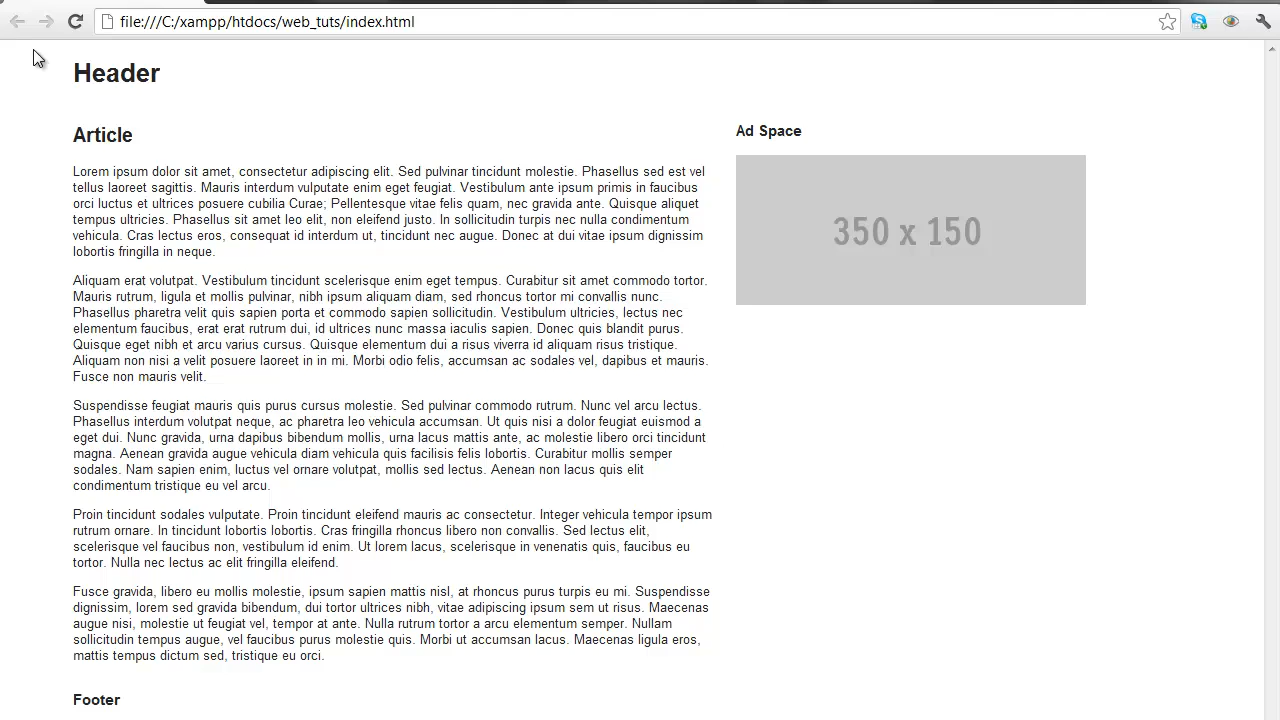 file:///C:/xampp/htdocs/web_tuts/index.html
Header
Article
Lorem ipsum dolor sit amet, consectetur adipiscing elit. Sed pulvinar tincidunt molestie. Phasellus sed est vel
tellus laoreet sagittis. Mauris interdum vulputate enim eget feugiat. Vestibulum ante ipsum primis in faucibus
orci luctus et ultrices posuere cubilia Curae; Pellentesque vitae felis quam, nec gravida ante. Quisque aliquet
tempus ultricies. Phasellus sit amet leo elit, non eleifend justo. In sollicitudin turpis nec nulla condimentum
vehicula. Cras lectus eros, consequat id interdum ut, tincidunt nec augue. Donec at dui vitae ipsum dignissim
lobortis fringilla in neque.
Aliquam erat volutpat. Vestibulum tincidunt scelerisque enim eget tempus. Curabitur sit amet commodo tortor.
Mauris rutrum, ligula et mollis pulvinar, nibh ipsum aliquam diam, sed rhoncus tortor mi convallis nunc.
Phasellus pharetra velit quis sapien porta et commodo sapien sollicitudin. Vestibulum ultricies, lectus nec
elementum faucibus, erat erat rutrum dui, id ultrices nunc massa iaculis sapien. Donec quis blandit purus.
Quisque eget nibh et arcu varius cursus. Quisque elementum dui a risus viverra id aliquam risus tristique.
Aliquam non nisi a velit posuere laoreet in in mi. Morbi odio felis, accumsan ac sodales vel, dapibus et mauris.
Fusce non mauris velit.
Suspendisse feugiat mauris quis purus cursus molestie. Sed pulvinar commodo rutrum. Nunc vel arcu lectus.
Phasellus interdum volutpat neque, ac pharetra leo vehicula accumsan. Ut quis nisi a dolor feugiat euismod a
eget dui. Nunc gravida, urna dapibus bibendum mollis, urna lacus mattis ante, ac molestie libero orci tincidunt
magna. Aenean gravida augue vehicula diam vehicula quis facilisis felis lobortis. Curabitur mollis semper
sodales. Nam sapien enim, luctus vel ornare volutpat, mollis sed lectus. Aenean non lacus quis elit
condimentum tristique eu vel arcu.
Proin tincidunt sodales vulputate. Proin tincidunt eleifend mauris ac consectetur. Integer vehicula tempor ipsum
rutrum ornare. In tincidunt lobortis lobortis. Cras fringilla rhoncus libero non convallis. Sed lectus elit,
scelerisque vel faucibus non, vestibulum id enim. Ut lorem lacus, scelerisque in venenatis quis, faucibus eu
tortor. Nulla nec lectus ac elit fringilla eleifend.
Fusce gravida, libero eu mollis molestie, ipsum sapien mattis nisl, at rhoncus purus turpis eu mi. Suspendisse
dignissim, lorem sed gravida bibendum, dui tortor ultrices nibh, vitae adipiscing ipsum sem ut risus. Maecenas
augue nisi, molestie ut feugiat vel, tempor at ante. Nulla rutrum tortor a arcu elementum semper. Nullam
sollicitudin tempus augue, vel faucibus purus molestie quis. Morbi ut accumsan lacus. Maecenas ligula eros,
mattis tempus dictum sed, tristique eu orci.
Ad Space
350 x 150
Footer